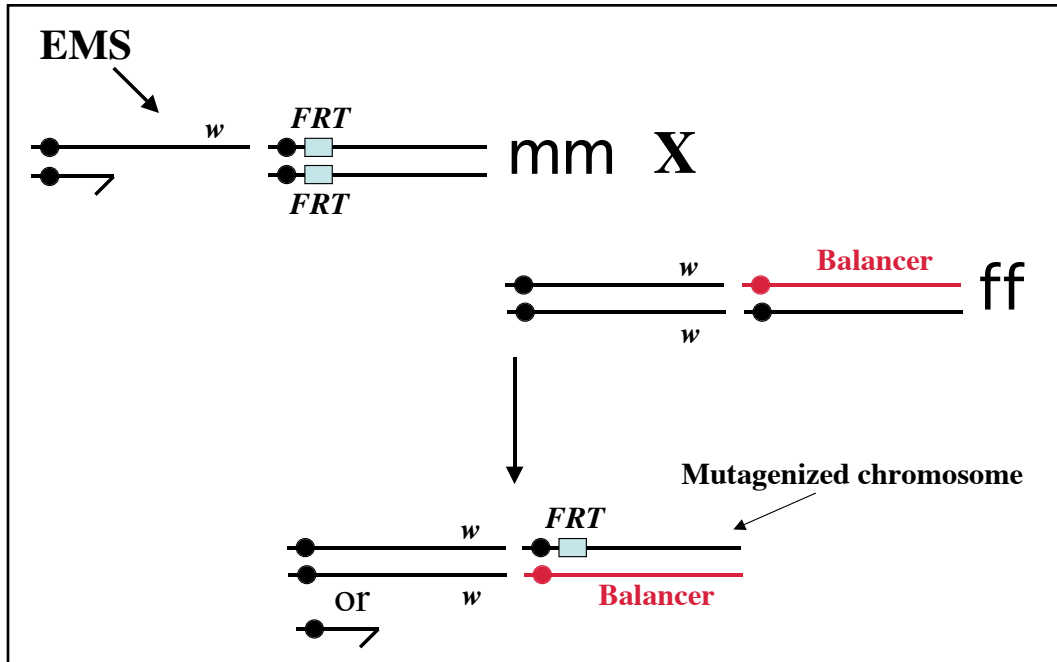 EMS
w
FRT
mm X
FRT
w
Balancer
ff
w
Mutagenized chromosome
FRT
w
w
Balancer
or